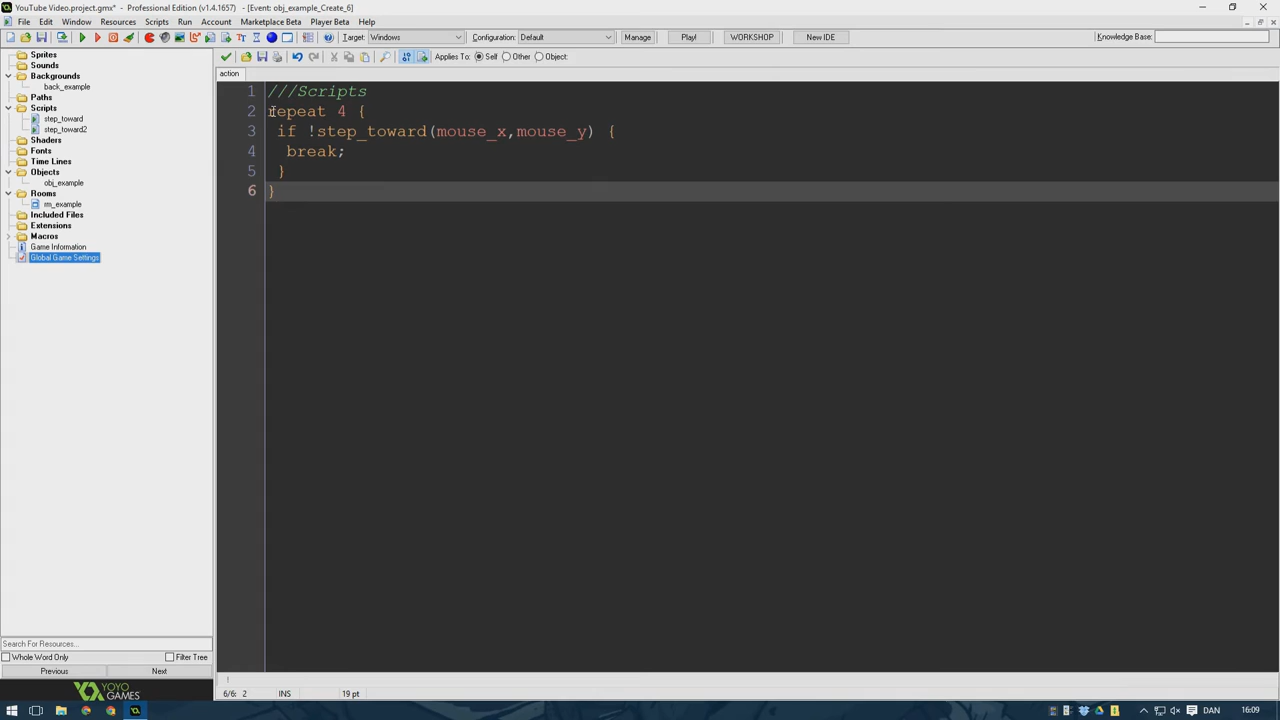 YouTube Video.project.gmx* - Professional Edition (v1.4.1657) - [Event: obj_example_Create_6]
File Edit Window Resources Scripts Run Account Marketplace Beta Player Beta Help
Target: Windows Configuration: Default Manage Play! WORKSHOP New IDE Knowledge Base:
Applies To: Self Other Object:
action
Sprites
Sounds
Backgrounds
back_example
Paths
Scripts
step_toward
step_toward2
Shaders
Fonts
Time Lines
Objects
obj_example
Rooms
rm_example
Included Files
Extensions
Macros
Game Information
Global Game Settings
1 ///Scripts
2 repeat 4 {
3 if !step_toward(mouse_x,mouse_y) {
4 break;
5 }
6 }
Search For Resources...
Whole Word Only Filter Tree
Previous Next
YOYO
GAMES
6/6: 2 INS 19 pt
DAN 16:09